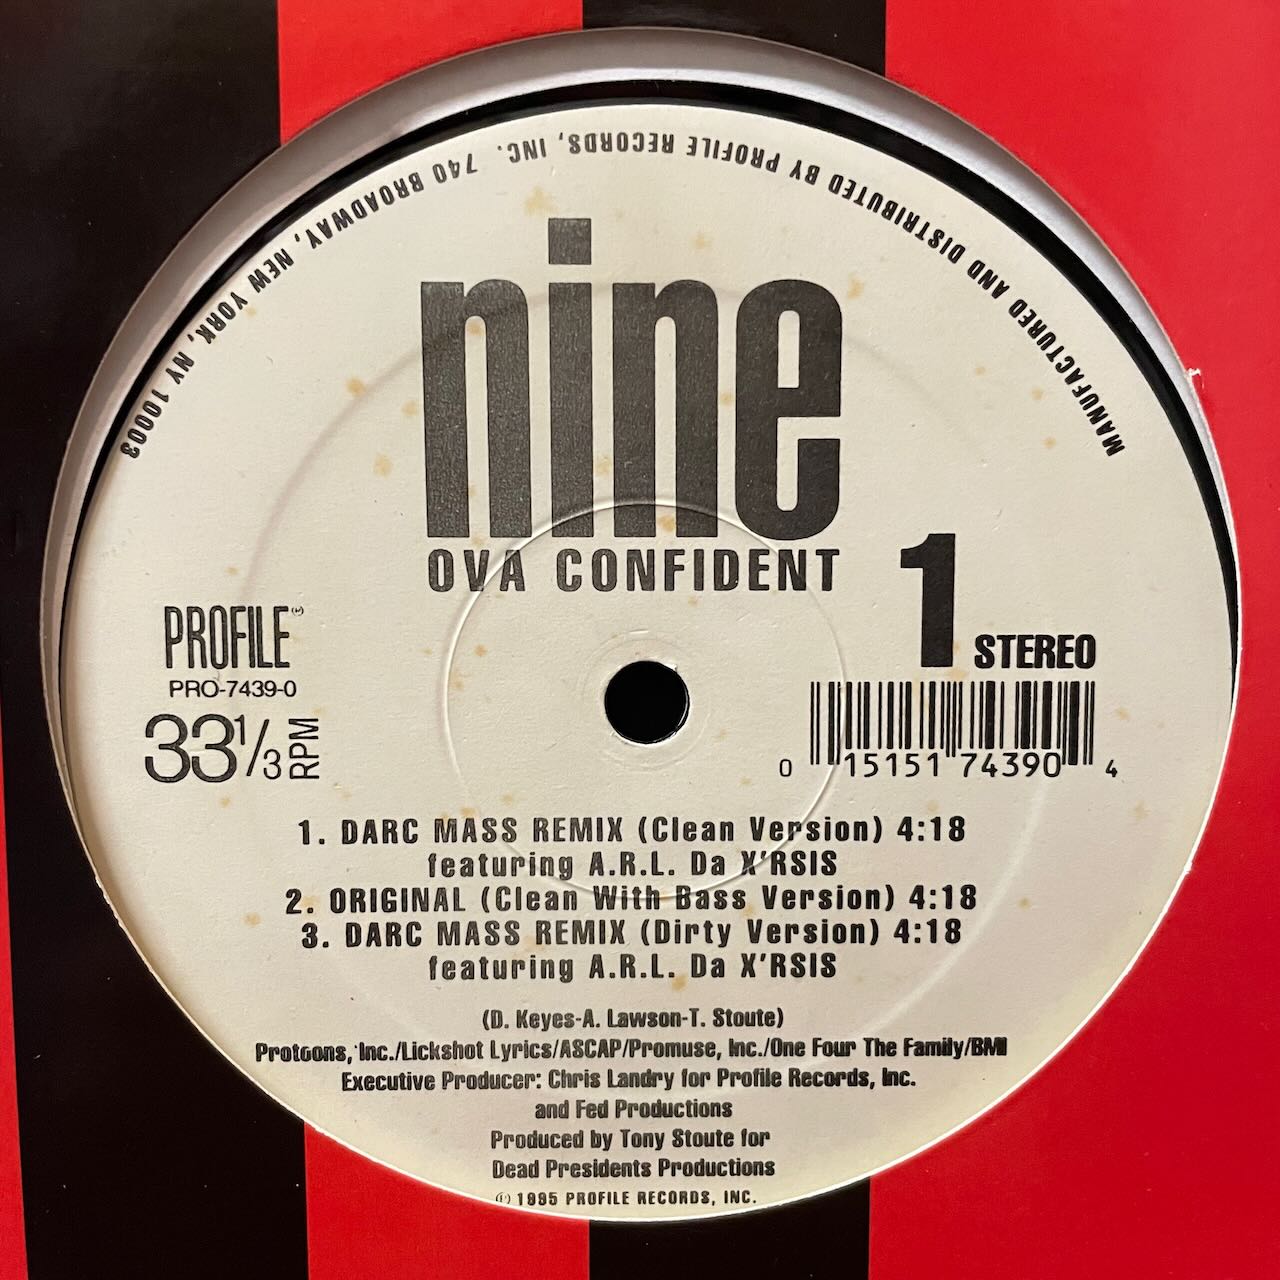 MANUFACTURED AND DISTRIBUTED BY PROFILE RECORDS, INC. 740 BROADWAY, NEW YORK, NY 10003
nine
OVA CONFIDENT
1 STEREO
PROFILE
PRO-7439-0
33 1/3 RPM
0 15151 74390 4
1. DARC MASS REMIX (Clean Version) 4:18
featuring A.R.L. Da X'RSIS
2. ORIGINAL (Clean With Bass Version) 4:18
3. DARC MASS REMIX (Dirty Version) 4:18
featuring A.R.L. Da X'RSIS
(D. Keyes-A. Lawson-T. Stoute)
Protoons, Inc./Lickshot Lyrics/ASCAP/Promuse, Inc./One Four The Family/BMI
Executive Producer: Chris Landry for Profile Records, Inc.
and Fed Productions
Produced by Tony Stoute for
Dead Presidents Productions
℗ 1995 PROFILE RECORDS, INC.